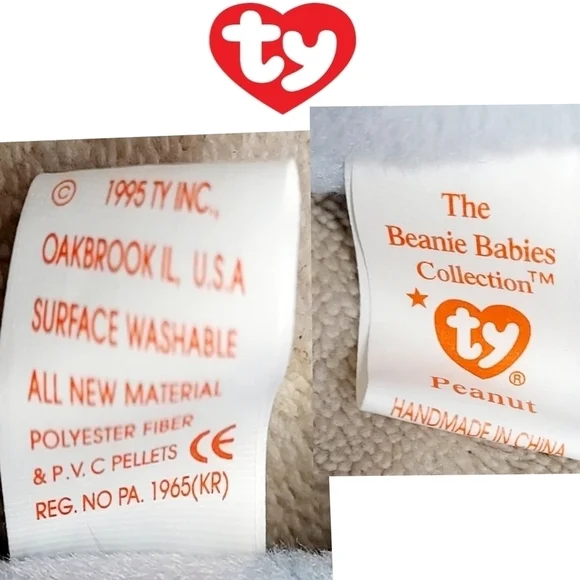 ty
© 1995 TY INC.,
OAKBROOK IL, U.S.A
SURFACE WASHABLE
ALL NEW MATERIAL
POLYESTER FIBER
& P.V.C PELLETS CE
REG. NO PA. 1965(KR)
The
Beanie Babies
Collection™
ty®
Peanut
HANDMADE IN CHINA